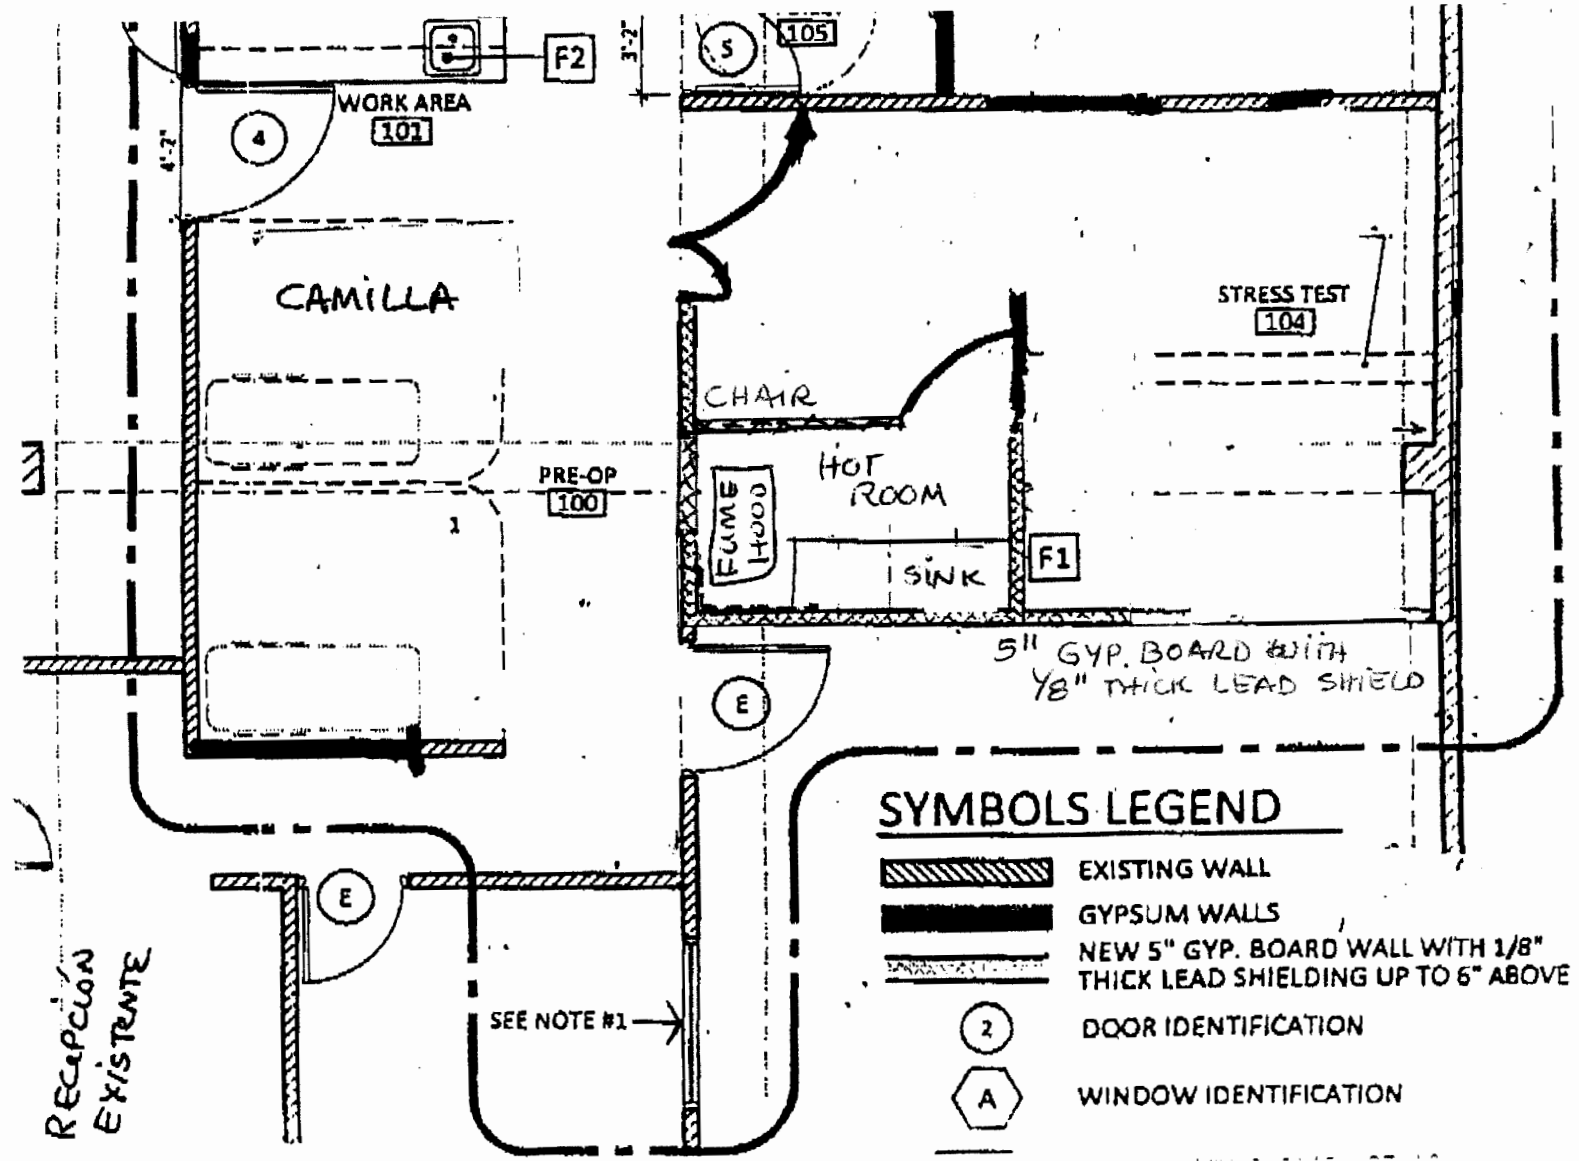 105
5
3'-2"
F2
WORK AREA
101
4
4'-2"
CAMILLA
STRESS TEST
104
CHAIR
HOT
ROOM
PRE-OP
100
FUME
HOOD
1
F1
SINK
5" GYP. BOARD WITH
1/8" THICK LEAD SHIELD
E
SYMBOLS LEGEND
EXISTING WALL
E
GYPSUM WALLS
NEW 5" GYP. BOARD WALL WITH 1/8"
THICK LEAD SHIELDING UP TO 6" ABOVE
RECEPCIÓN
EXISTENTE
SEE NOTE #1
2
DOOR IDENTIFICATION
A
WINDOW IDENTIFICATION